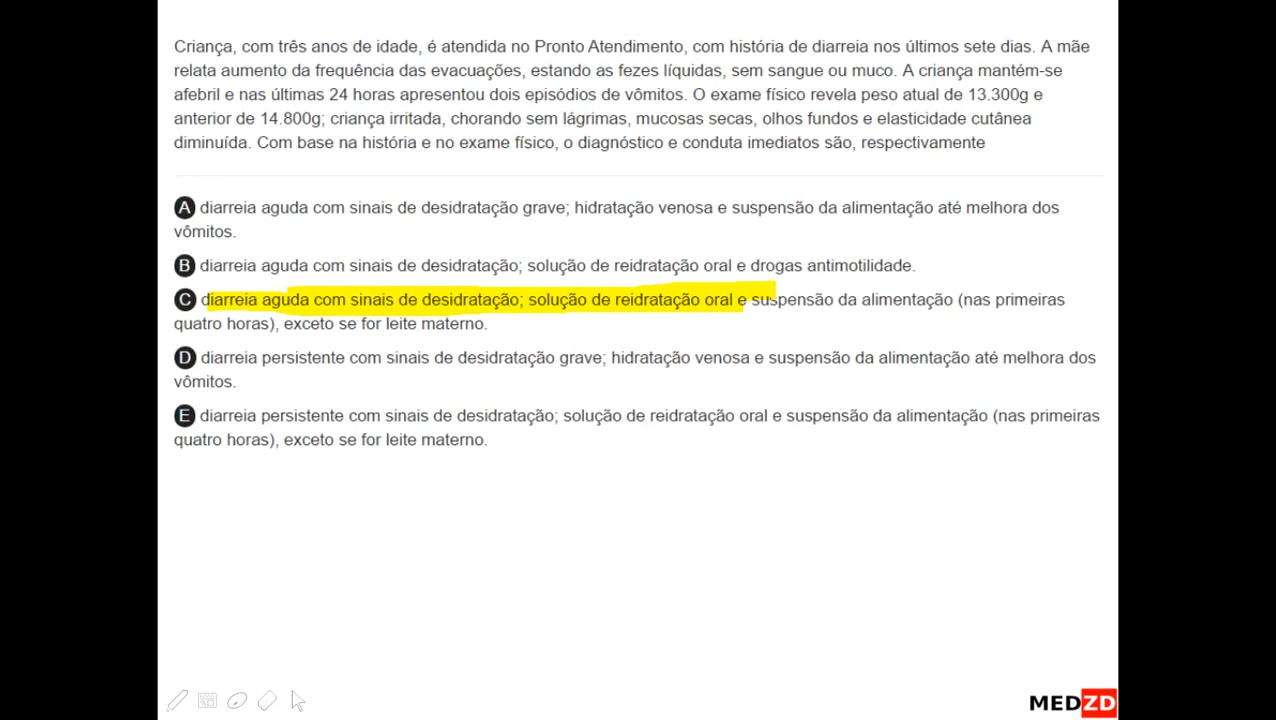 Criança, com três anos de idade, é atendida no Pronto Atendimento, com história de diarreia nos últimos sete dias. A mãe
relata aumento da frequência das evacuações, estando as fezes líquidas, sem sangue ou muco. A criança mantém-se
afebril e nas últimas 24 horas apresentou dois episódios de vômitos. O exame físico revela peso atual de 13.300g e
anterior de 14.800g; criança irritada, chorando sem lágrimas, mucosas secas, olhos fundos e elasticidade cutânea
diminuída. Com base na história e no exame físico, o diagnóstico e conduta imediatos são, respectivamente
A diarreia aguda com sinais de desidratação grave; hidratação venosa e suspensão da alimentação até melhora dos
vômitos.
B diarreia aguda com sinais de desidratação; solução de reidratação oral e drogas antimotilidade.
C diarreia aguda com sinais de desidratação; solução de reidratação oral e suspensão da alimentação (nas primeiras
quatro horas), exceto se for leite materno.
D diarreia persistente com sinais de desidratação grave; hidratação venosa e suspensão da alimentação até melhora dos
vômitos.
E diarreia persistente com sinais de desidratação; solução de reidratação oral e suspensão da alimentação (nas primeiras
quatro horas), exceto se for leite materno.
MEDZD